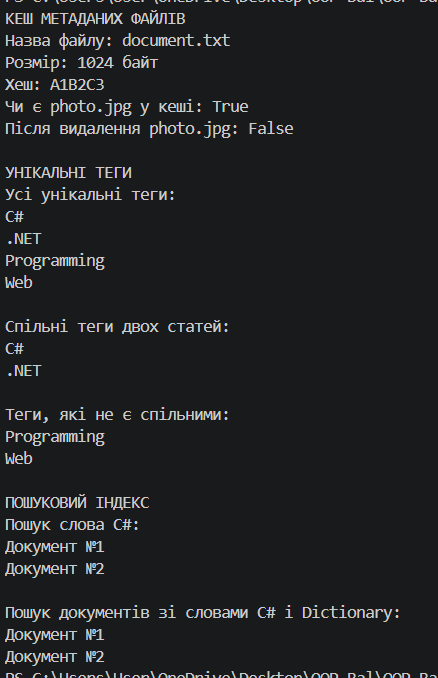 КЕШ МЕТАДАНИХ ФАЙЛІВ
Назва файлу: document.txt
Розмір: 1024 байт
Хеш: A1B2C3
Чи є photo.jpg у кеші: True
Після видалення photo.jpg: False
УНІКАЛЬНІ ТЕГИ
Усі унікальні теги:
C#
.NET
Programming
Web
Спільні теги двох статей:
C#
.NET
Теги, які не є спільними:
Programming
Web
ПОШУКОВИЙ ІНДЕКС
Пошук слова C#:
Документ №1
Документ №2
Пошук документів зі словами C# і Dictionary:
Документ №1
Документ №2